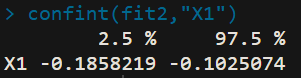 > confint(fit2,"X1")
2.5 % 97.5 %
X1 -0.1858219 -0.1025074